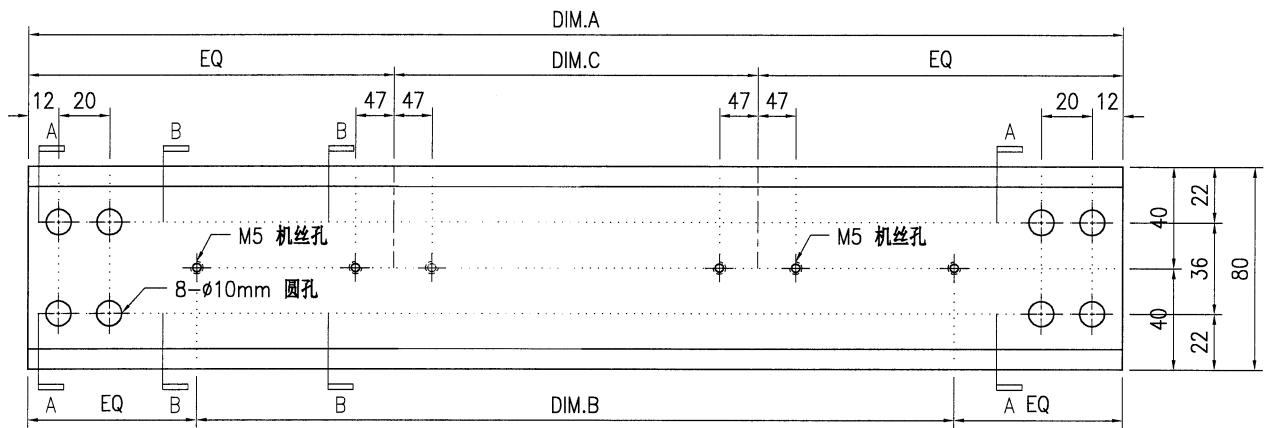 DIM.A
EQ DIM.C EQ
12 20 47 47 47 47 20 12
A B B A
22
40
M5 机丝孔 M5 机丝孔
36 80
8-ø10mm 圆孔
40
22
A B B A
EQ DIM.B EQ